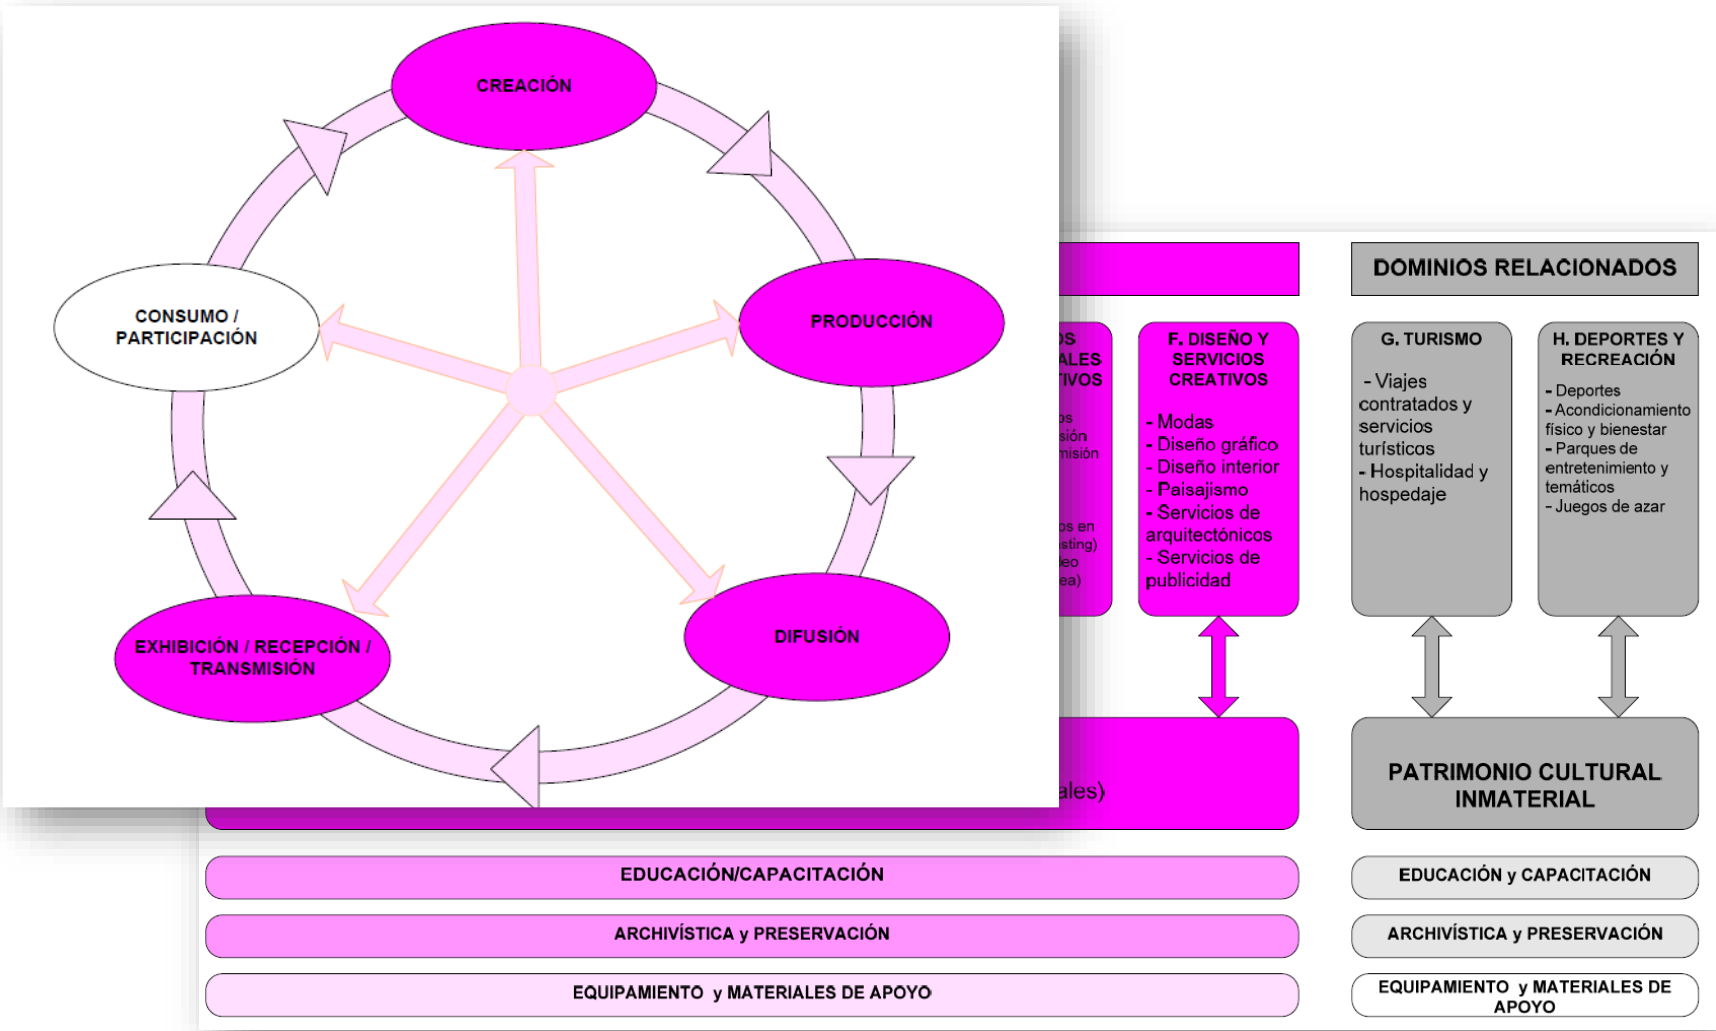 CREACIÓN
PRODUCCIÓN
DIFUSIÓN
EXHIBICIÓN / RECEPCIÓN /
TRANSMISIÓN
CONSUMO /
PARTICIPACIÓN
F. DISEÑO Y
SERVICIOS
CREATIVOS
- Modas
- Diseño gráfico
- Diseño interior
- Paisajismo
- Servicios de
arquitectónicos
- Servicios de
publicidad
DOMINIOS RELACIONADOS
G. TURISMO
- Viajes
contratados y
servicios
turísticos
- Hospitalidad y
hospedaje
H. DEPORTES Y
RECREACIÓN
- Deportes
- Acondicionamiento
físico y bienestar
- Parques de
entretenimiento y
temáticos
- Juegos de azar
PATRIMONIO CULTURAL
INMATERIAL
EDUCACIÓN/CAPACITACIÓN
ARCHIVÍSTICA y PRESERVACIÓN
EQUIPAMIENTO y MATERIALES DE APOYO
EDUCACIÓN y CAPACITACIÓN
ARCHIVÍSTICA y PRESERVACIÓN
EQUIPAMIENTO y MATERIALES DE
APOYO